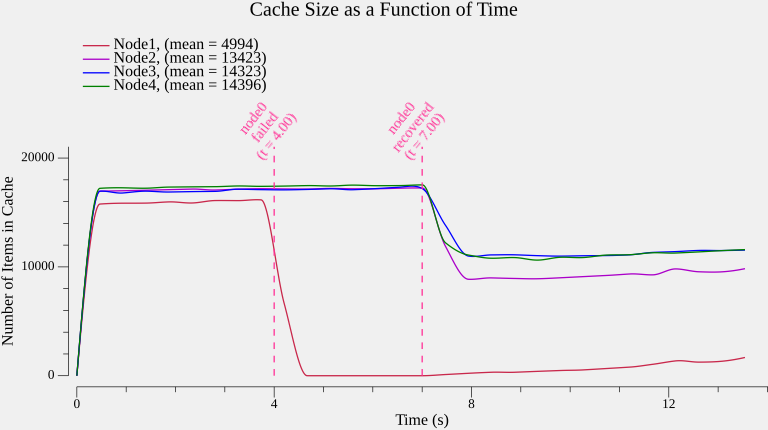 Cache Size as a Function of Time
Node1, (mean = 4994)
Node2, (mean = 13423)
Node3, (mean = 14323)
Node4, (mean = 14396)
node0
failed
(t = 4.00)
node0
recovered
(t = 7.00)
Number of Items in Cache
20000
10000
0
0
4
8
12
Time (s)